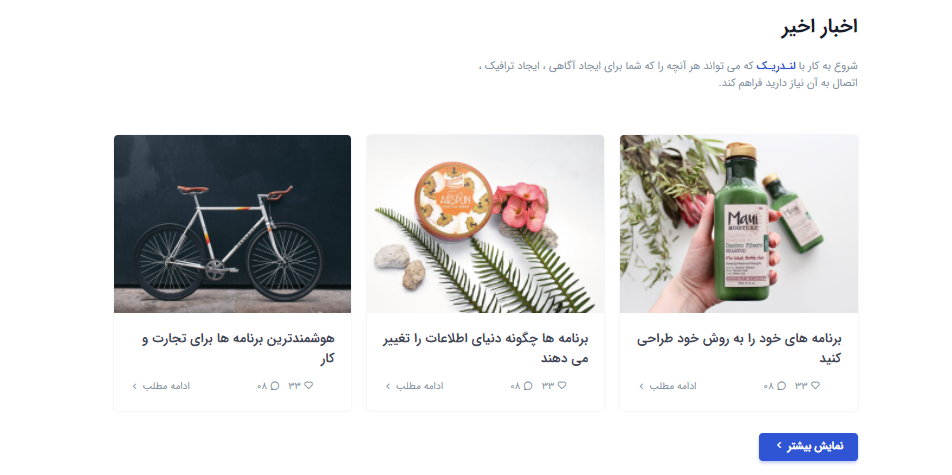 اخبار اخیر
شروع به کار با لنـدریـک که می تواند هر آنچه را که شما برای ایجاد آگاهی ، ایجاد ترافیک ،
اتصال به آن نیاز دارید فراهم کند.
Maui
MOISTURE
AIRSPUN
برنامه های خود را به روش خود طراحی
کنید
۳۳ ۰۸ ادامه مطلب
برنامه ها چگونه دنیای اطلاعات را تغییر
می دهند
۳۳ ۰۸ ادامه مطلب
هوشمندترین برنامه ها برای تجارت و
کار
۳۳ ۰۸ ادامه مطلب
نمایش بیشتر